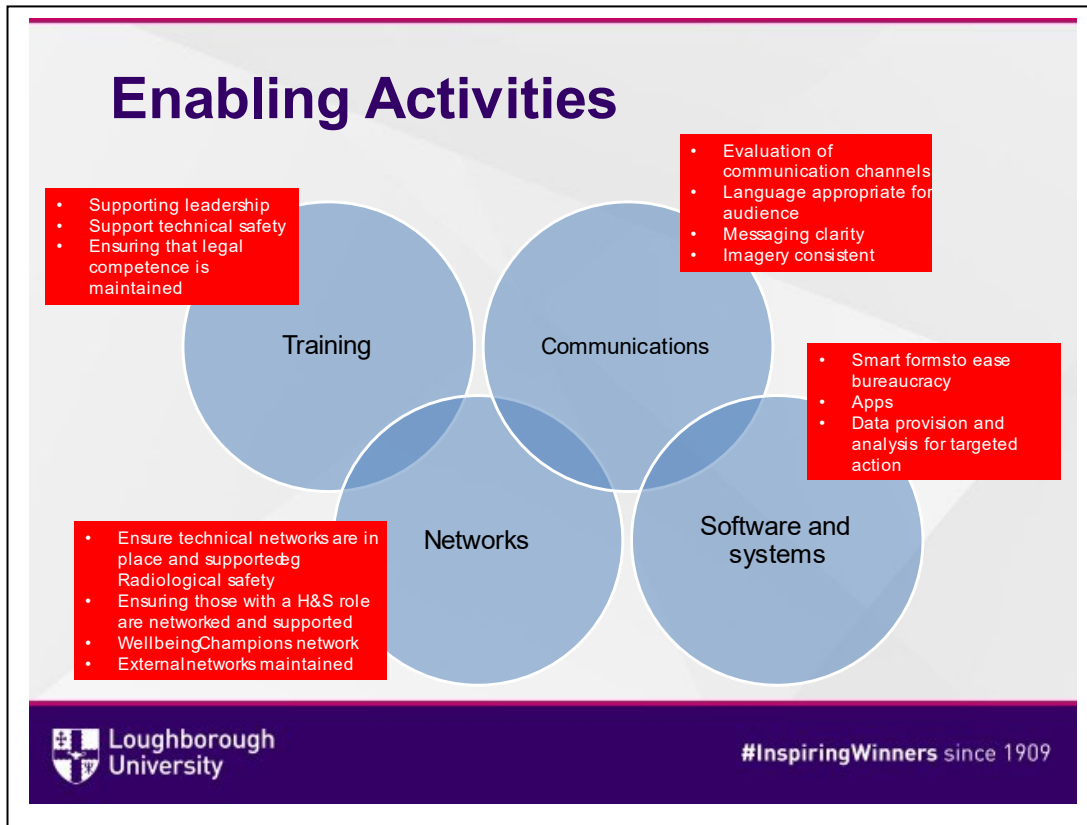 Enabling Activities
• Supporting leadership
• Support technical safety
• Ensuring that legal
competence is
maintained
• Evaluation of
communication channels
• Language appropriate for
audience
• Messaging clarity
• Imagery consistent
Training
Communications
• Smart formsto ease
bureaucracy
• Apps
• Data provision and
analysis for targeted
action
• Ensure technical networks are in
place and supportedeg
Radiological safety
• Ensuring those with a H&S role
are networked and supported
• WellbeingChampions network
• Externalnetworks maintained
Networks
Software and
systems
Loughborough
University
#InspiringWinners since 1909